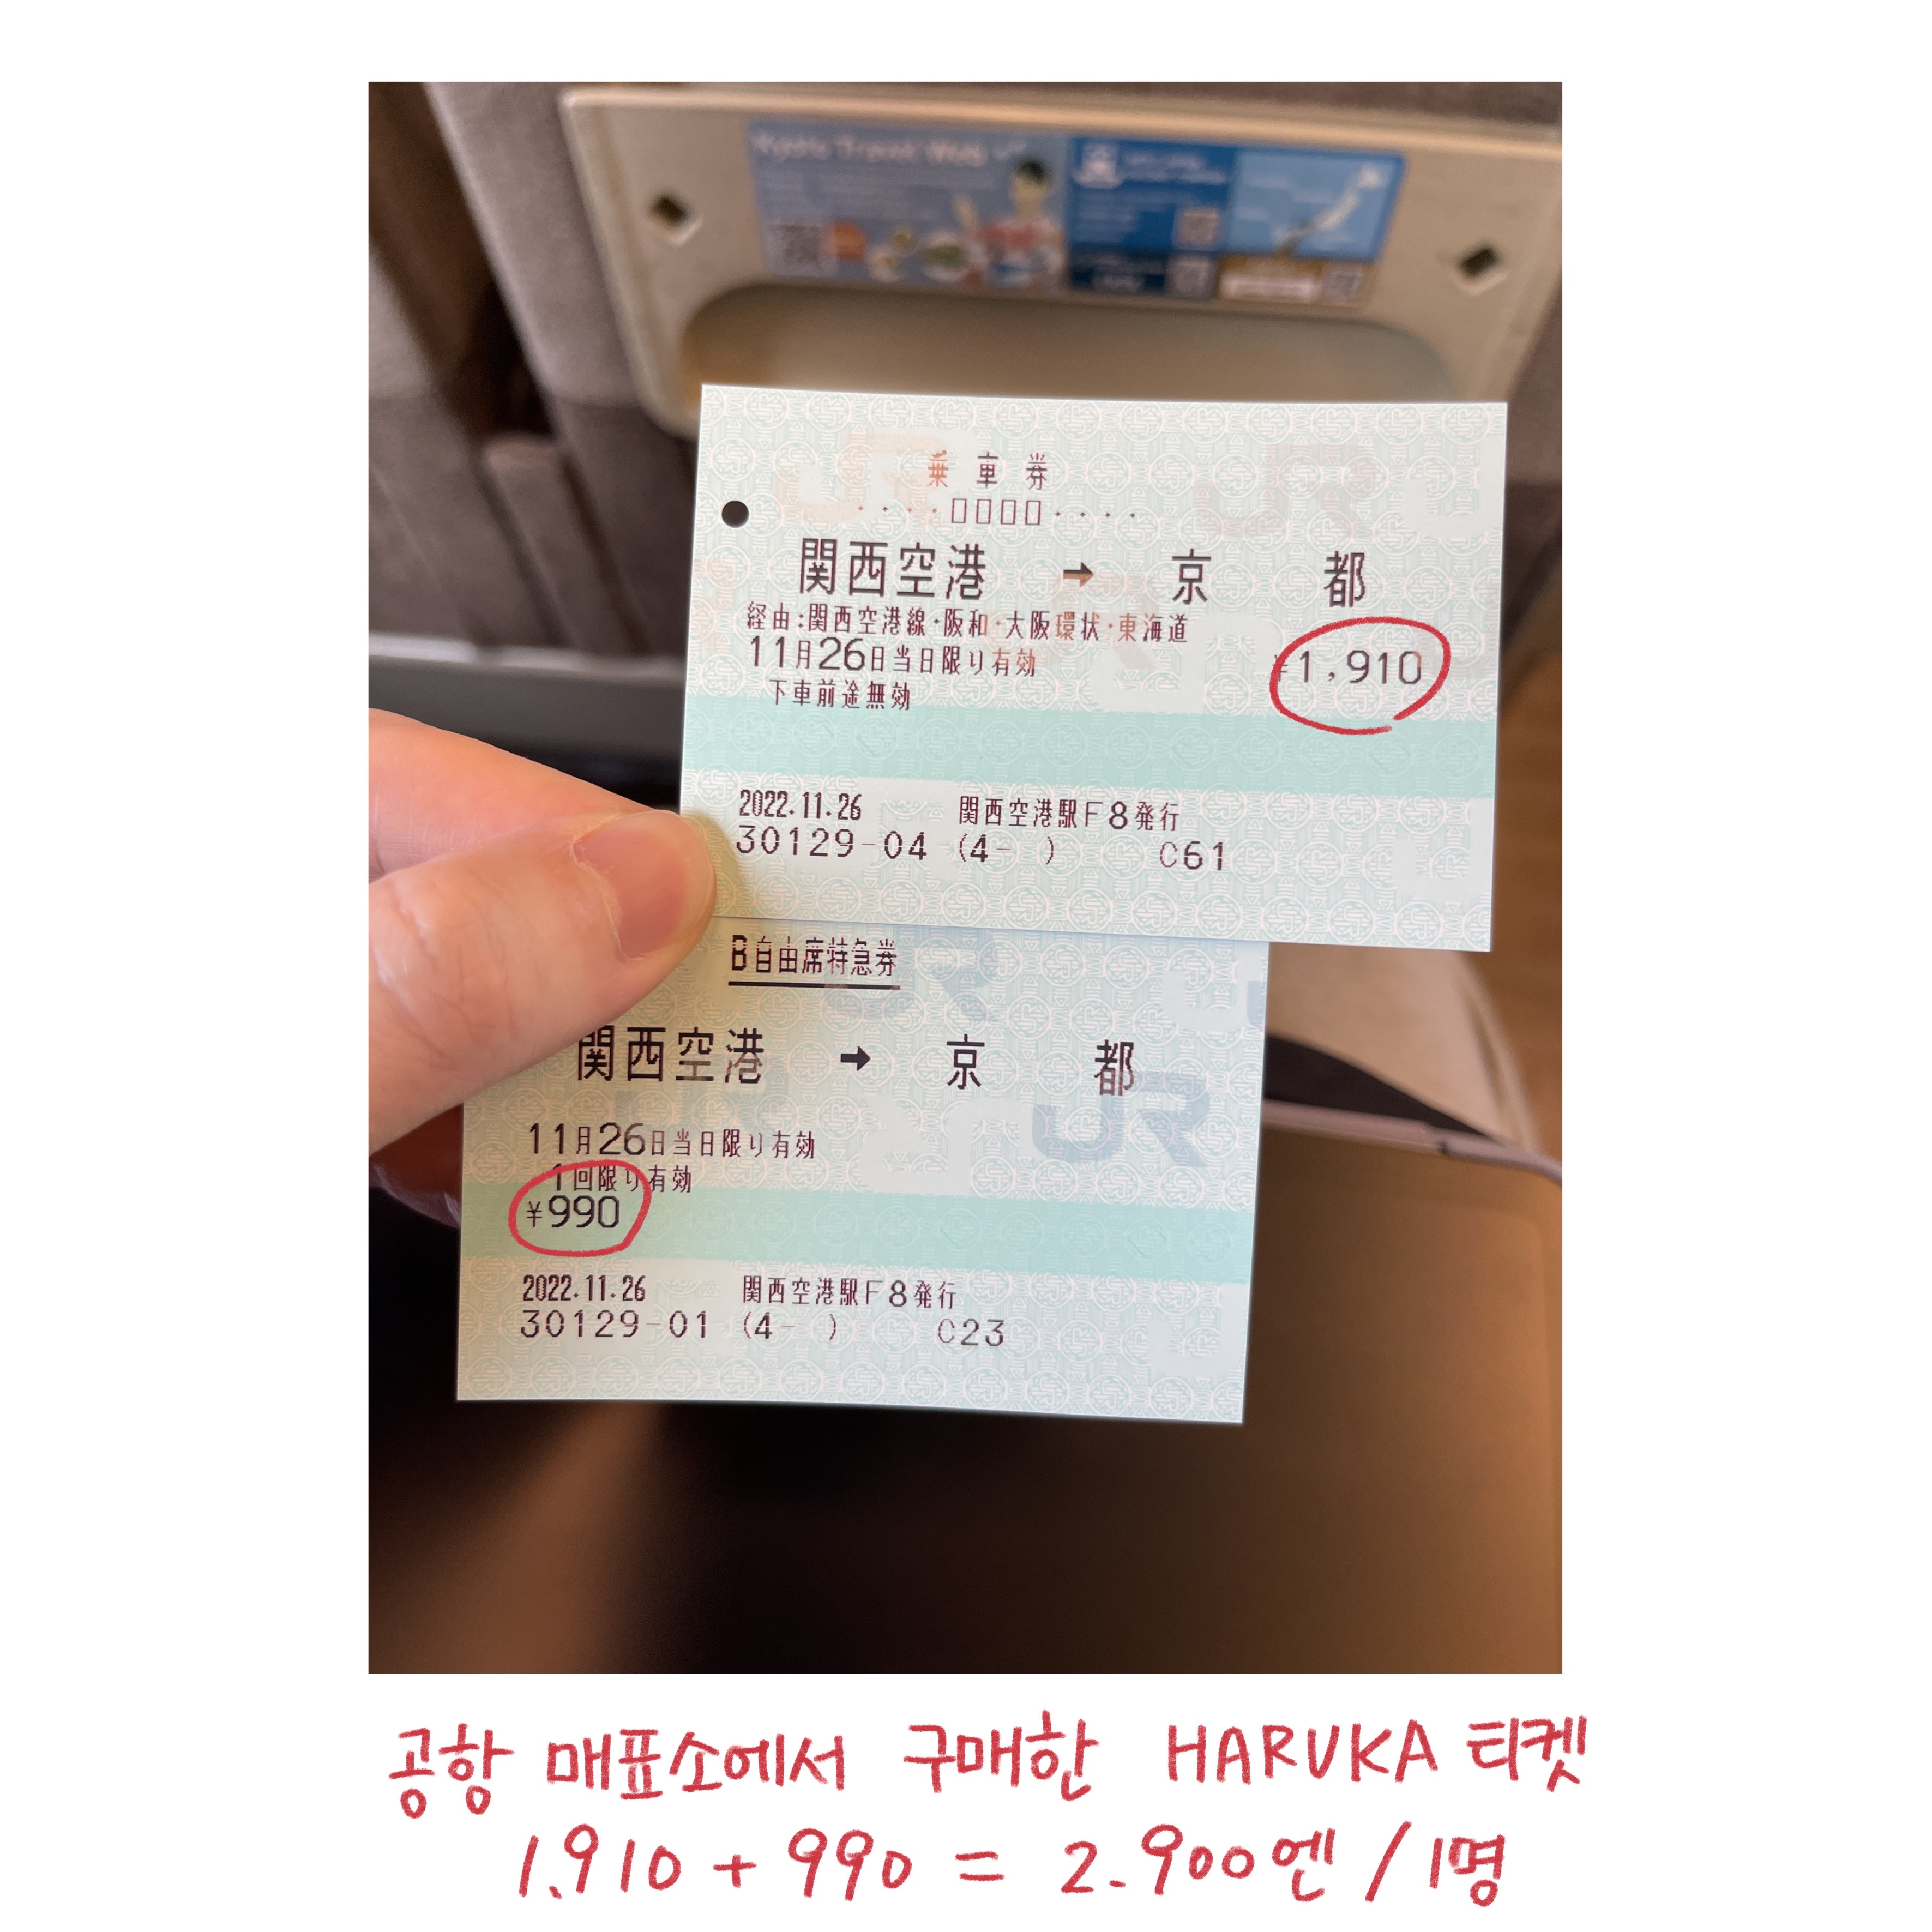 Kyoto Travel Web
乗車券
····▯▯▯▯····
関西空港 → 京都
経由:関西空港線・阪和・大阪環状・東海道
11月26日当日限り有効
¥1,910
下車前途無効
2022.11.26 関西空港駅F8発行
30129-04 (4- ) C61
B自由席特急券
関西空港 → 京都
11月26日当日限り有効
1回限り有効
¥990
2022.11.26 関西空港駅F8発行
30129-01 (4- ) C23
공항 매표소에서 구매한 HARUKA 티켓
1.910 + 990 = 2.900엔 / 1명